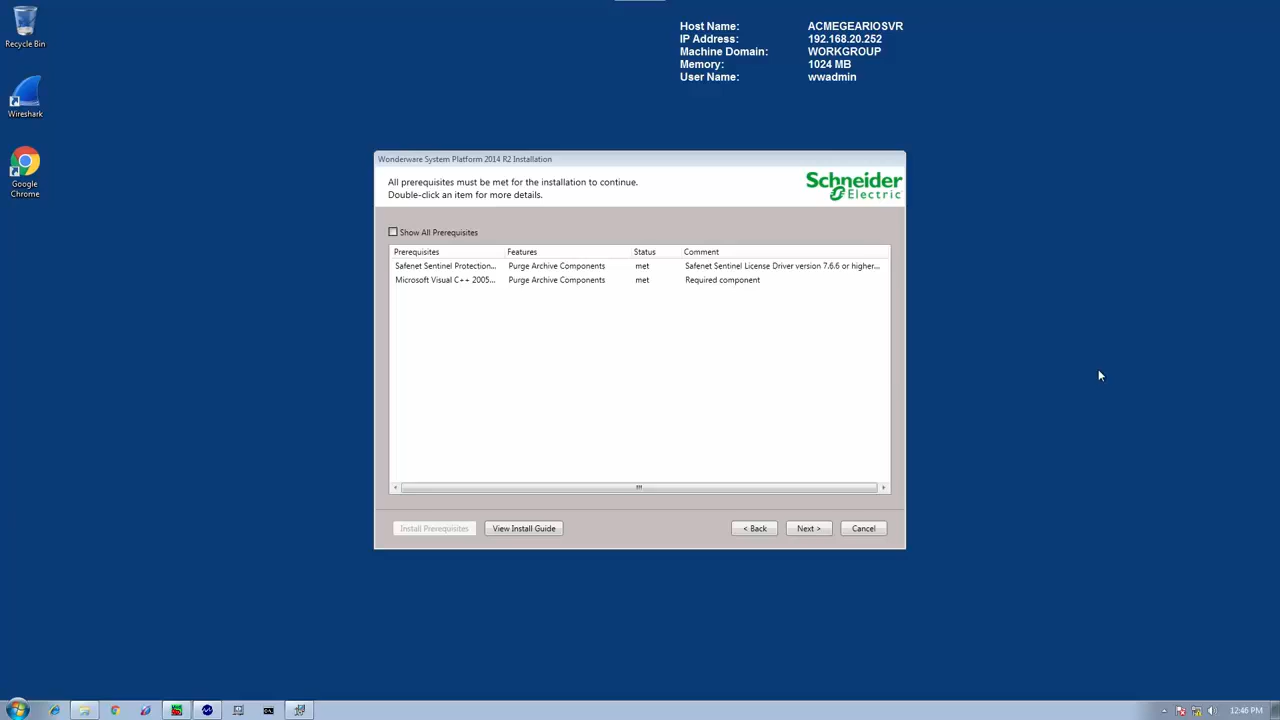 Recycle Bin
Wireshark
Google
Chrome
Host Name: ACMEGEARIOSVR
IP Address: 192.168.20.252
Machine Domain: WORKGROUP
Memory: 1024 MB
User Name: wwadmin
Wonderware System Platform 2014 R2 Installation
All prerequisites must be met for the installation to continue.
Double-click an item for more details.
Schneider
Electric
Show All Prerequisites
Prerequisites Features Status Comment
Safenet Sentinel Protection... Purge Archive Components met Safenet Sentinel License Driver version 7.6.6 or higher...
Microsoft Visual C++ 2005... Purge Archive Components met Required component
Install Prerequisites View Install Guide < Back Next > Cancel
12:46 PM